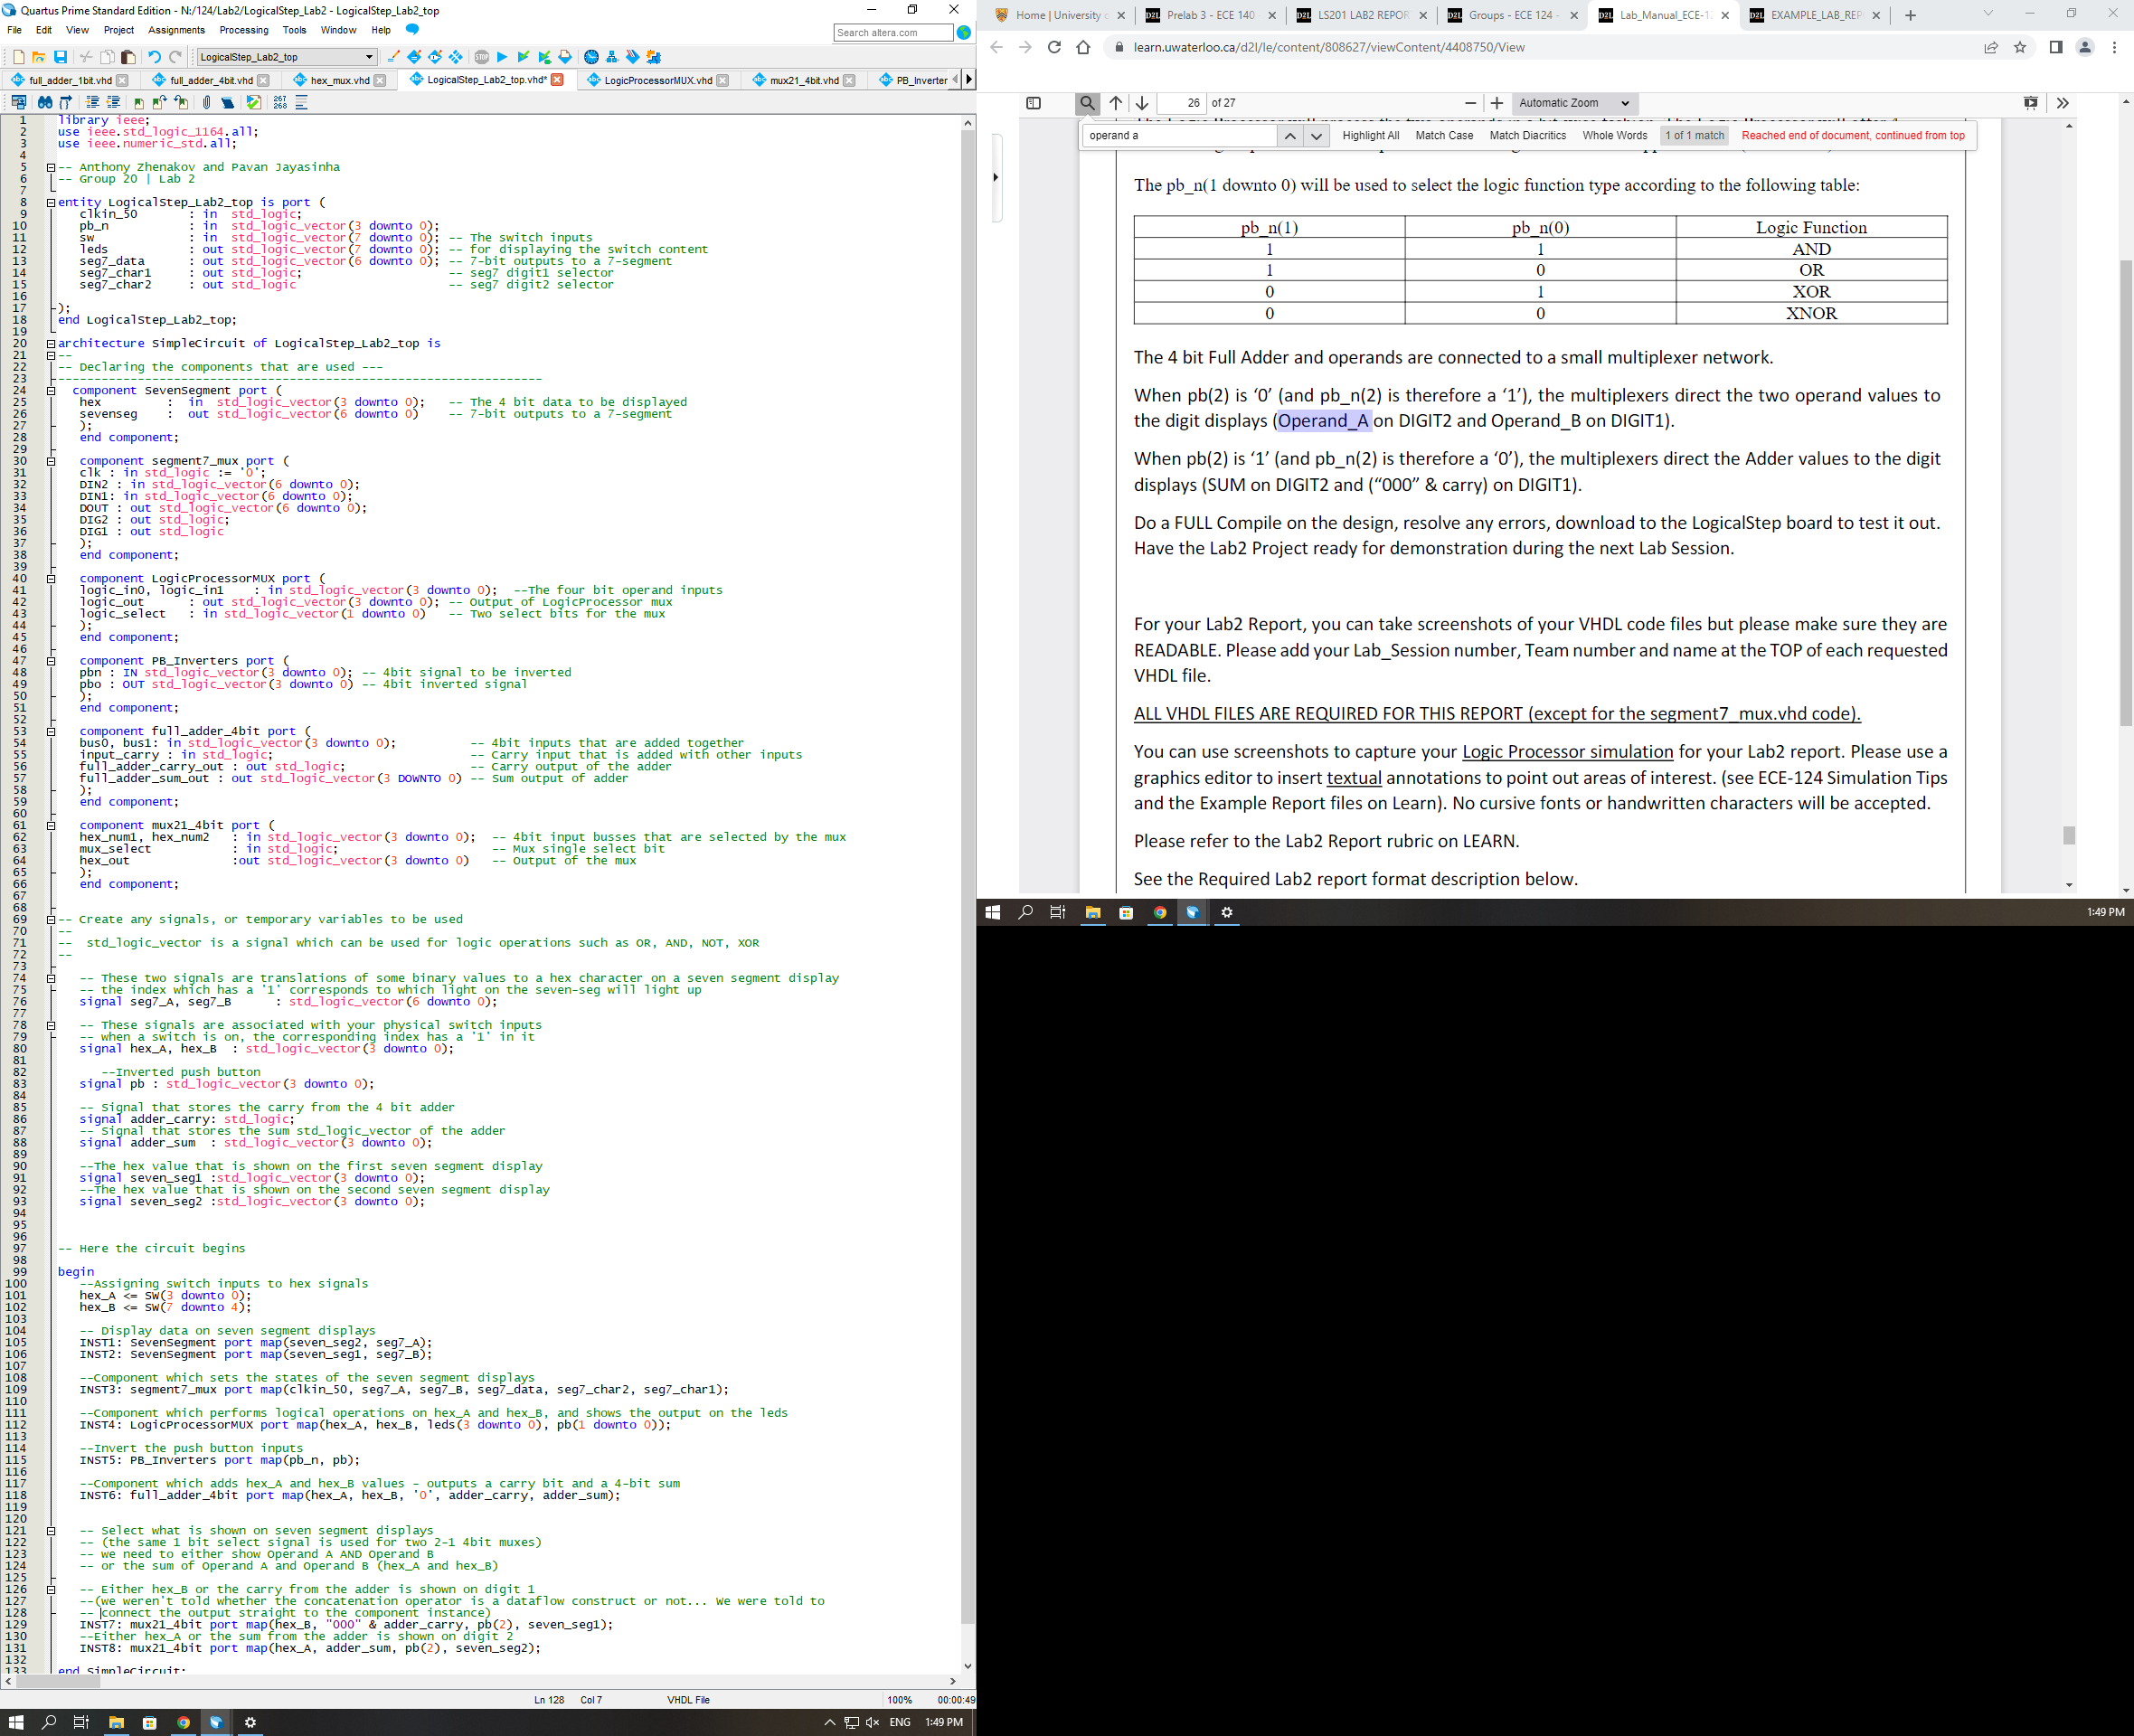 Quartus Prime Standard Edition - N:/124/Lab2/LogicalStep_Lab2 - LogicalStep_Lab2_top
File Edit View Project Assignments Processing Tools Window Help
Search altera.com
LogicalStep_Lab2_top
full_adder_1bit.vhd full_adder_4bit.vhd hex_mux.vhd LogicalStep_Lab2_top.vhd* LogicProcessorMUX.vhd mux21_4bit.vhd PB_Inverter
1 library ieee;
2 use ieee.std_logic_1164.all;
3 use ieee.numeric_std.all;
4
5 -- Anthony Zhenakov and Pavan Jayasinha
6 -- Group 20 | Lab 2
7
8 entity LogicalStep_Lab2_top is port (
9 clkin_50 : in std_logic;
10 pb_n : in std_logic_vector(3 downto 0);
11 sw : in std_logic_vector(7 downto 0); -- The switch inputs
12 leds : out std_logic_vector(7 downto 0); -- for displaying the switch content
13 seg7_data : out std_logic_vector(6 downto 0); -- 7-bit outputs to a 7-segment
14 seg7_char1 : out std_logic; -- seg7 digit1 selector
15 seg7_char2 : out std_logic -- seg7 digit2 selector
16
17 );
18 end LogicalStep_Lab2_top;
19
20 architecture SimpleCircuit of LogicalStep_Lab2_top is
21 --
22 -- Declaring the components that are used ---
23 -------------------------------------------------------------------
24 component SevenSegment port (
25 hex : in std_logic_vector(3 downto 0); -- The 4 bit data to be displayed
26 sevenseg : out std_logic_vector(6 downto 0) -- 7-bit outputs to a 7-segment
27 );
28 end component;
29
30 component segment7_mux port (
31 clk : in std_logic := '0';
32 DIN2 : in std_logic_vector(6 downto 0);
33 DIN1: in std_logic_vector(6 downto 0);
34 DOUT : out std_logic_vector(6 downto 0);
35 DIG2 : out std_logic;
36 DIG1 : out std_logic
37 );
38 end component;
39
40 component LogicProcessorMUX port (
41 logic_in0, logic_in1 : in std_logic_vector(3 downto 0); --The four bit operand inputs
42 logic_out : out std_logic_vector(3 downto 0); -- Output of LogicProcessor mux
43 logic_select : in std_logic_vector(1 downto 0) -- Two select bits for the mux
44 );
45 end component;
46
47 component PB_Inverters port (
48 pbn : IN std_logic_vector(3 downto 0); -- 4bit signal to be inverted
49 pbo : OUT std_logic_vector(3 downto 0) -- 4bit inverted signal
50 );
51 end component;
52
53 component full_adder_4bit port (
54 bus0, bus1: in std_logic_vector(3 downto 0); -- 4bit inputs that are added together
55 input_carry : in std_logic; -- Carry input that is added with other inputs
56 full_adder_carry_out : out std_logic; -- Carry output of the adder
57 full_adder_sum_out : out std_logic_vector(3 DOWNTO 0) -- Sum output of adder
58 );
59 end component;
60
61 component mux21_4bit port (
62 hex_num1, hex_num2 : in std_logic_vector(3 downto 0); -- 4bit input busses that are selected by the mux
63 mux_select : in std_logic; -- Mux single select bit
64 hex_out :out std_logic_vector(3 downto 0) -- Output of the mux
65 );
66 end component;
67
68
69 -- Create any signals, or temporary variables to be used
70 --
71 -- std_logic_vector is a signal which can be used for logic operations such as OR, AND, NOT, XOR
72 --
73
74 -- These two signals are translations of some binary values to a hex character on a seven segment display
75 -- the index which has a '1' corresponds to which light on the seven-seg will light up
76 signal seg7_A, seg7_B : std_logic_vector(6 downto 0);
77
78 -- These signals are associated with your physical switch inputs
79 -- when a switch is on, the corresponding index has a '1' in it
80 signal hex_A, hex_B : std_logic_vector(3 downto 0);
81
82 --Inverted push button
83 signal pb : std_logic_vector(3 downto 0);
84
85 -- Signal that stores the carry from the 4 bit adder
86 signal adder_carry: std_logic;
87 -- Signal that stores the sum std_logic_vector of the adder
88 signal adder_sum : std_logic_vector(3 downto 0);
89
90 --The hex value that is shown on the first seven segment display
91 signal seven_seg1 :std_logic_vector(3 downto 0);
92 --The hex value that is shown on the second seven segment display
93 signal seven_seg2 :std_logic_vector(3 downto 0);
94
95
96
97 -- Here the circuit begins
98
99 begin
100 --Assigning switch inputs to hex signals
101 hex_A <= SW(3 downto 0);
102 hex_B <= SW(7 downto 4);
103
104 -- Display data on seven segment displays
105 INST1: SevenSegment port map(seven_seg2, seg7_A);
106 INST2: SevenSegment port map(seven_seg1, seg7_B);
107
108 --Component which sets the states of the seven segment displays
109 INST3: segment7_mux port map(clkin_50, seg7_A, seg7_B, seg7_data, seg7_char2, seg7_char1);
110
111 --Component which performs logical operations on hex_A and hex_B, and shows the output on the leds
112 INST4: LogicProcessorMUX port map(hex_A, hex_B, leds(3 downto 0), pb(1 downto 0));
113
114 --Invert the push button inputs
115 INST5: PB_Inverters port map(pb_n, pb);
116
117 --Component which adds hex_A and hex_B values - outputs a carry bit and a 4-bit sum
118 INST6: full_adder_4bit port map(hex_A, hex_B, '0', adder_carry, adder_sum);
119
120
121 -- Select what is shown on seven segment displays
122 -- (the same 1 bit select signal is used for two 2-1 4bit muxes)
123 -- we need to either show Operand A AND Operand B
124 -- or the sum of Operand A and Operand B (hex_A and hex_B)
125
126 -- Either hex_B or the carry from the adder is shown on digit 1
127 --(we weren't told whether the concatenation operator is a dataflow construct or not... We were told to
128 -- connect the output straight to the component instance)
129 INST7: mux21_4bit port map(hex_B, "000" & adder_carry, pb(2), seven_seg1);
130 --Either hex_A or the sum from the adder is shown on digit 2
131 INST8: mux21_4bit port map(hex_A, adder_sum, pb(2), seven_seg2);
132
133 end SimpleCircuit;
Ln 128 Col 7 VHDL File 100% 00:00:49
ENG 1:49 PM
Home | University Prelab 3 - ECE 140 LS201 LAB2 REPOR Groups - ECE 124 - Lab_Manual_ECE-1 EXAMPLE_LAB_REP
learn.uwaterloo.ca/d2l/le/content/808627/viewContent/4408750/View
26 of 27 Automatic Zoom
operand a Highlight All Match Case Match Diacritics Whole Words 1 of 1 match Reached end of document, continued from top
The pb_n(1 downto 0) will be used to select the logic function type according to the following table:
pb_n(1) pb_n(0) Logic Function
1 1 AND
1 0 OR
0 1 XOR
0 0 XNOR
The 4 bit Full Adder and operands are connected to a small multiplexer network.
When pb(2) is ‘0’ (and pb_n(2) is therefore a ‘1’), the multiplexers direct the two operand values to
the digit displays (Operand_A on DIGIT2 and Operand_B on DIGIT1).
When pb(2) is ‘1’ (and pb_n(2) is therefore a ‘0’), the multiplexers direct the Adder values to the digit
displays (SUM on DIGIT2 and (“000” & carry) on DIGIT1).
Do a FULL Compile on the design, resolve any errors, download to the LogicalStep board to test it out.
Have the Lab2 Project ready for demonstration during the next Lab Session.
For your Lab2 Report, you can take screenshots of your VHDL code files but please make sure they are
READABLE. Please add your Lab_Session number, Team number and name at the TOP of each requested
VHDL file.
ALL VHDL FILES ARE REQUIRED FOR THIS REPORT (except for the segment7_mux.vhd code).
You can use screenshots to capture your Logic Processor simulation for your Lab2 report. Please use a
graphics editor to insert textual annotations to point out areas of interest. (see ECE-124 Simulation Tips
and the Example Report files on Learn). No cursive fonts or handwritten characters will be accepted.
Please refer to the Lab2 Report rubric on LEARN.
See the Required Lab2 report format description below.
1:49 PM